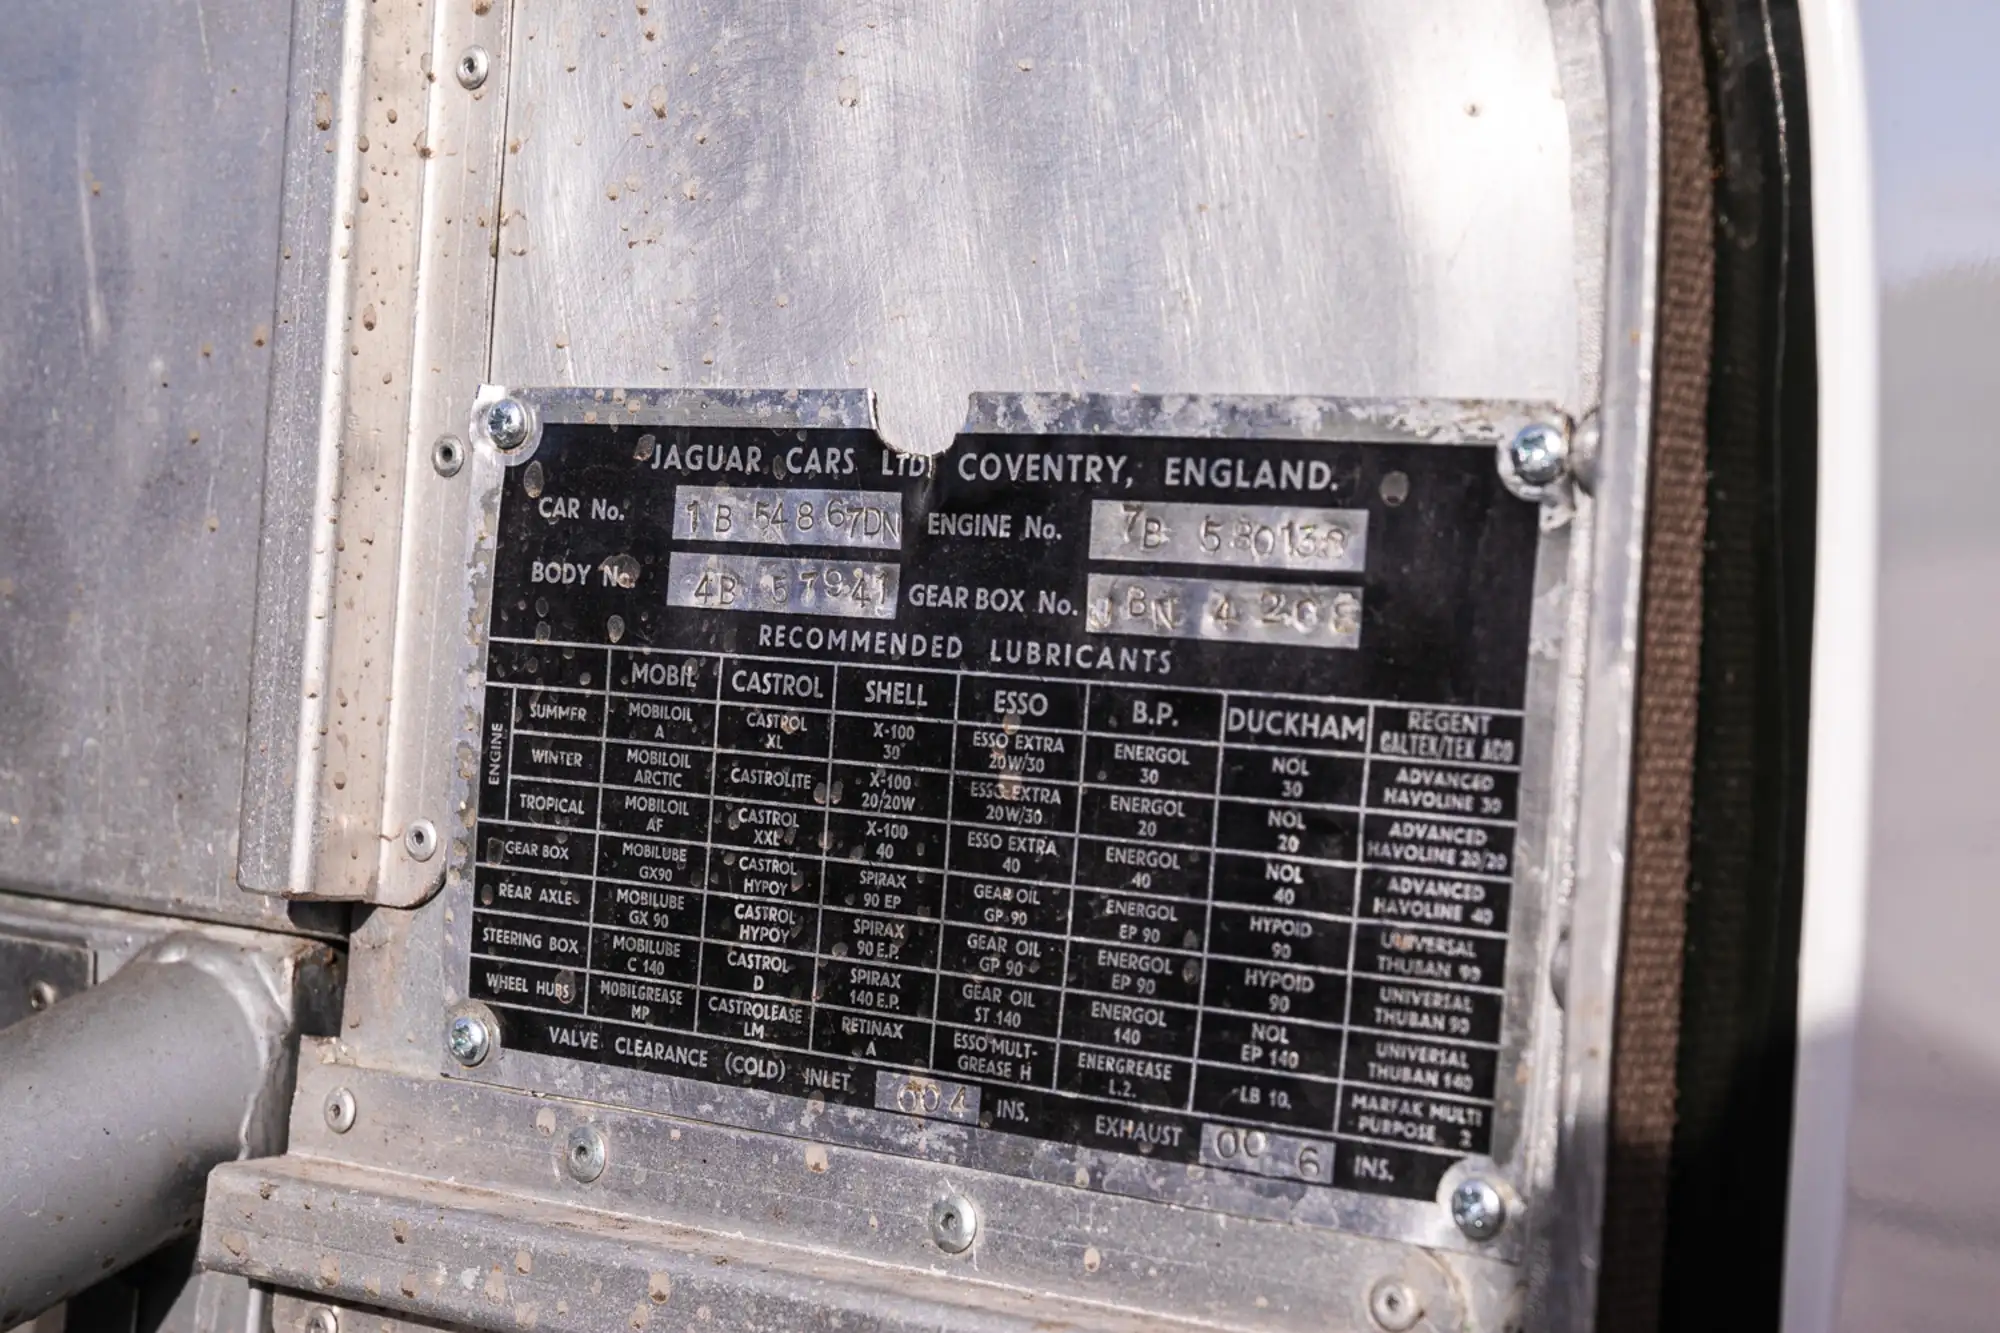 JAGUAR CARS LTD COVENTRY, ENGLAND.
CAR No. 1B 54867DN ENGINE No. 7B 580138
BODY No. 4B 57941 GEAR BOX No. JBN 4268
RECOMMENDED LUBRICANTS
MOBIL CASTROL SHELL ESSO B.P. DUCKHAM REGENT CALTEX/TEXACO
ENGINE
SUMMER MOBILOIL A CASTROL XL X-100 30 ESSO EXTRA 20W/30 ENERGOL 30 NOL 30 ADVANCED HAVOLINE 30
WINTER MOBILOIL ARCTIC CASTROLITE X-100 20/20W ESSO EXTRA 20W/30 ENERGOL 20 NOL 20 ADVANCED HAVOLINE 20/20
TROPICAL MOBILOIL AF CASTROL XXL X-100 40 ESSO EXTRA 40 ENERGOL 40 NOL 40 ADVANCED HAVOLINE 40
GEAR BOX MOBILUBE GX90 CASTROL HYPOY SPIRAX 90 EP GEAR OIL GP 90 ENERGOL EP 90 HYPOID 90 UNIVERSAL THUBAN 90
REAR AXLE MOBILUBE GX 90 CASTROL HYPOY SPIRAX 90 E.P. GEAR OIL GP 90 ENERGOL EP 90 HYPOID 90 UNIVERSAL THUBAN 90
STEERING BOX MOBILUBE C 140 CASTROL D SPIRAX 140 E.P. GEAR OIL ST 140 ENERGOL 140 NOL EP 140 UNIVERSAL THUBAN 140
WHEEL HUBS MOBILGREASE MP CASTROLEASE LM RETINAX A ESSO MULT-GREASE H ENERGREASE L.2. LB 10. MARFAK MULTI PURPOSE 2
VALVE CLEARANCE (COLD) INLET 004 INS. EXHAUST 00 6 INS.